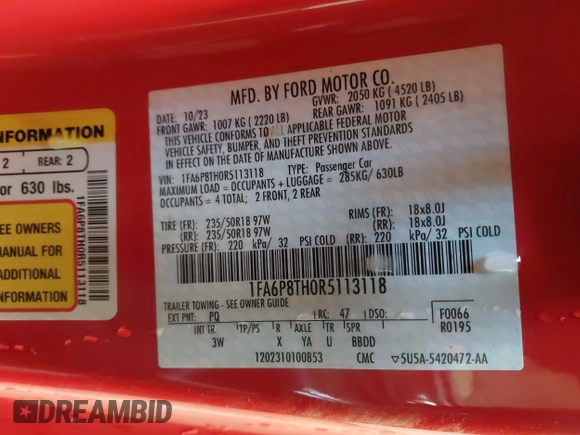 MFD. BY FORD MOTOR CO.
DATE: 10/23 GVWR: 2050 KG ( 4520 LB)
FRONT GAWR: 1007 KG ( 2220 LB) REAR GAWR: 1091 KG ( 2405 LB)
THIS VEHICLE CONFORMS TO ALL APPLICABLE FEDERAL MOTOR
VEHICLE SAFETY, BUMPER, AND THEFT PREVENTION STANDARDS
IN EFFECT ON THE DATE OF MANUFACTURE SHOWN ABOVE.
VIN: 1FA6P8TH0R5113118 TYPE: Passenger Car
MAXIMUM LOAD = OCCUPANTS + LUGGAGE = 285KG/ 630LB
OCCUPANTS = 4 TOTAL; 2 FRONT, 2 REAR
TIRE (FR): 235/50R18 97W RIMS (FR): 18x8.0J
(RR): 235/50R18 97W (RR): 18x8.0J
PRESSURE (FR): 220 kPa/ 32 PSI COLD (RR): 220 kPa/ 32 PSI COLD
1FA6P8TH0R5113118
TRAILER TOWING - SEE OWNER GUIDE
EXT PNT: PQ RC: 47 DSO: F0066
R0195
INT TR TP/PS R AXLE TR SPR
3W X YA U BBDD
1202310100853 CMC 5U5A-5420472-AA
NFORMATION
2 REAR: 2
or 630 lbs.
EE OWNERS
MANUAL FOR
ADDITIONAL
NFORMATION
1FA6P8TH0R5113118
DREAMBID